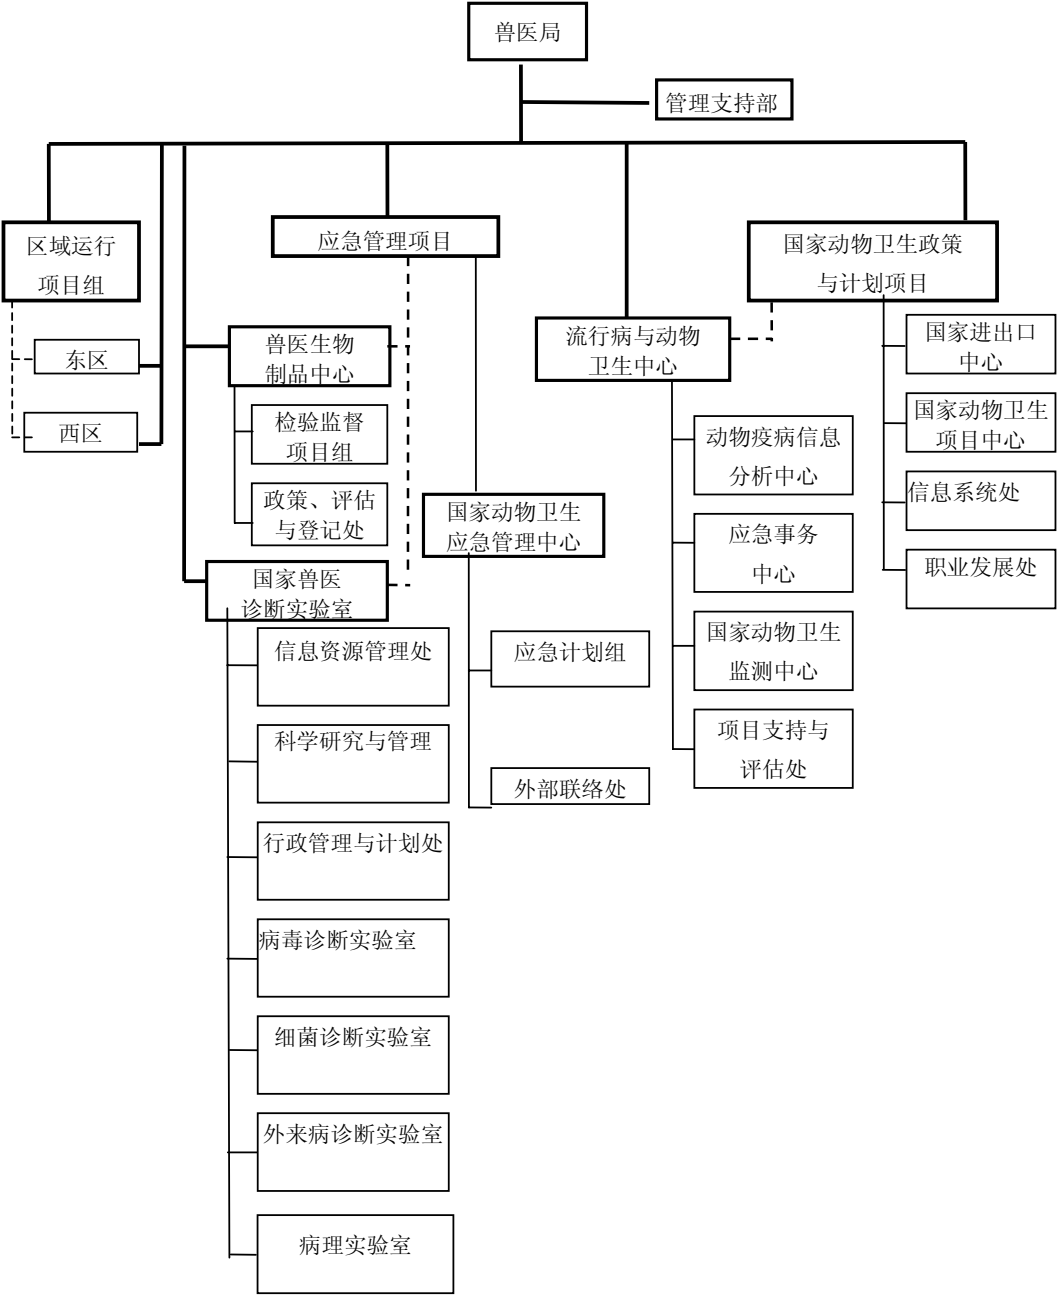 兽医局
管理支持部
区域运行
项目组
东区
西区
应急管理项目
兽医生物
制品中心
检验监督
项目组
政策、评估
与登记处
国家兽医
诊断实验室
信息资源管理处
科学研究与管理
行政管理与计划处
病毒诊断实验室
细菌诊断实验室
外来病诊断实验室
病理实验室
国家动物卫生
应急管理中心
应急计划组
外部联络处
流行病与动物
卫生中心
动物疫病信息
分析中心
应急事务
中心
国家动物卫生
监测中心
项目支持与
评估处
国家动物卫生政策
与计划项目
国家进出口
中心
国家动物卫生
项目中心
信息系统处
职业发展处